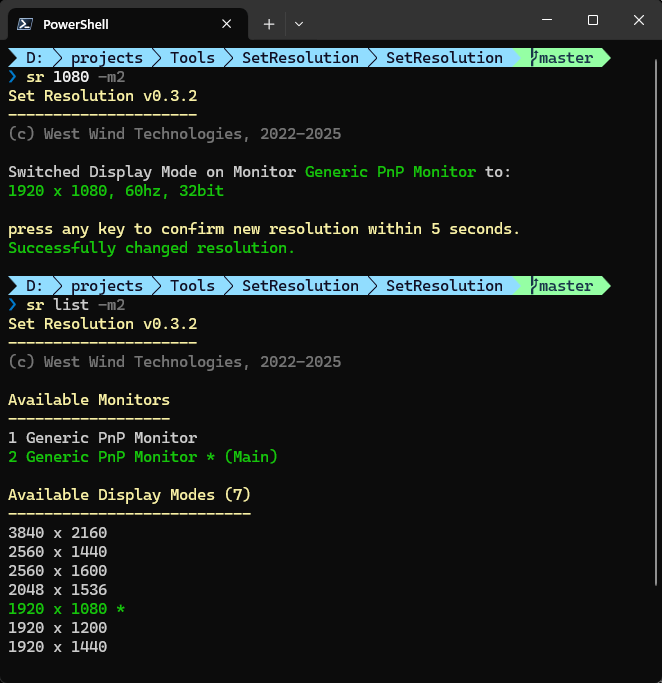 PowerShell
D: projects Tools SetResolution SetResolution master
❯ sr 1080 -m2
Set Resolution v0.3.2
---------------------
(c) West Wind Technologies, 2022-2025
Switched Display Mode on Monitor Generic PnP Monitor to:
1920 x 1080, 60hz, 32bit
press any key to confirm new resolution within 5 seconds.
Successfully changed resolution.
D: projects Tools SetResolution SetResolution master
❯ sr list -m2
Set Resolution v0.3.2
---------------------
(c) West Wind Technologies, 2022-2025
Available Monitors
------------------
1 Generic PnP Monitor
2 Generic PnP Monitor * (Main)
Available Display Modes (7)
---------------------------
3840 x 2160
2560 x 1440
2560 x 1600
2048 x 1536
1920 x 1080 *
1920 x 1200
1920 x 1440